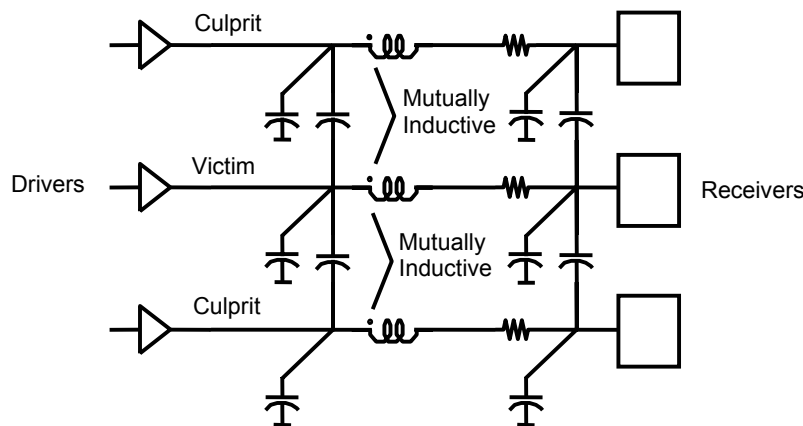 Culprit
Mutually
Inductive
Drivers
Victim
Receivers
Mutually
Inductive
Culprit